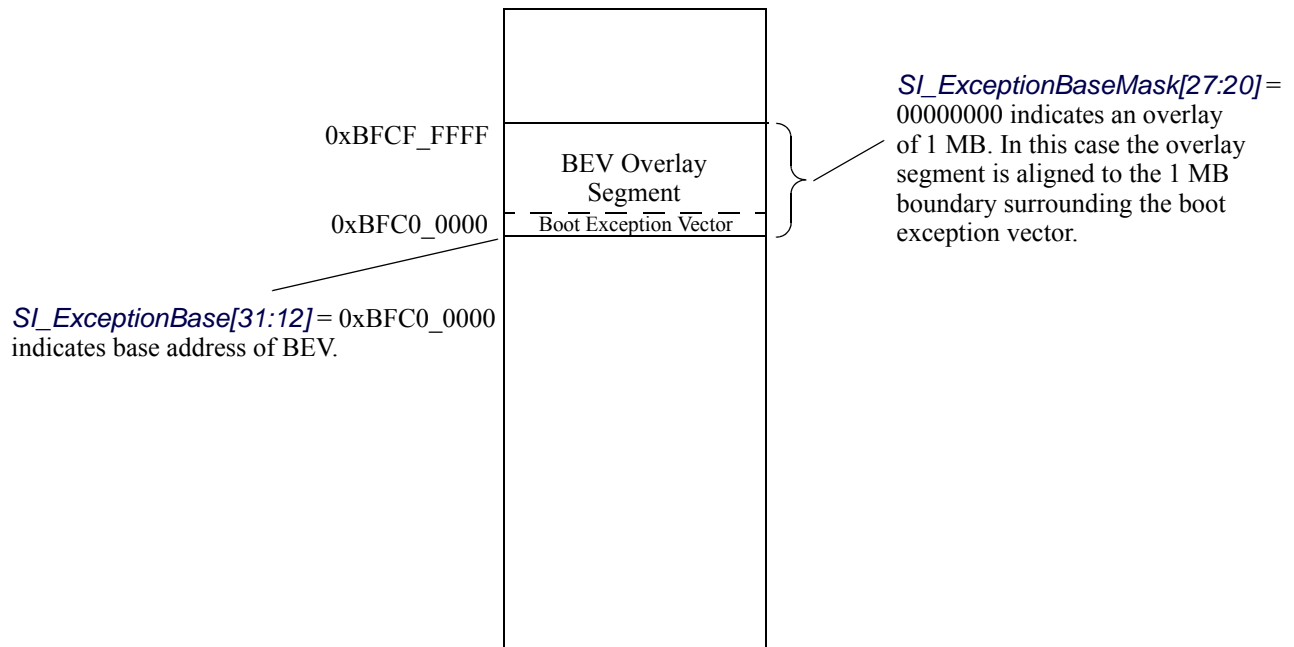 SI_ExceptionBaseMask[27:20] =
00000000 indicates an overlay
of 1 MB. In this case the overlay
segment is aligned to the 1 MB
boundary surrounding the boot
exception vector.
0xBFCF_FFFF
BEV Overlay
Segment
0xBFC0_0000
Boot Exception Vector
SI_ExceptionBase[31:12] = 0xBFC0_0000
indicates base address of BEV.